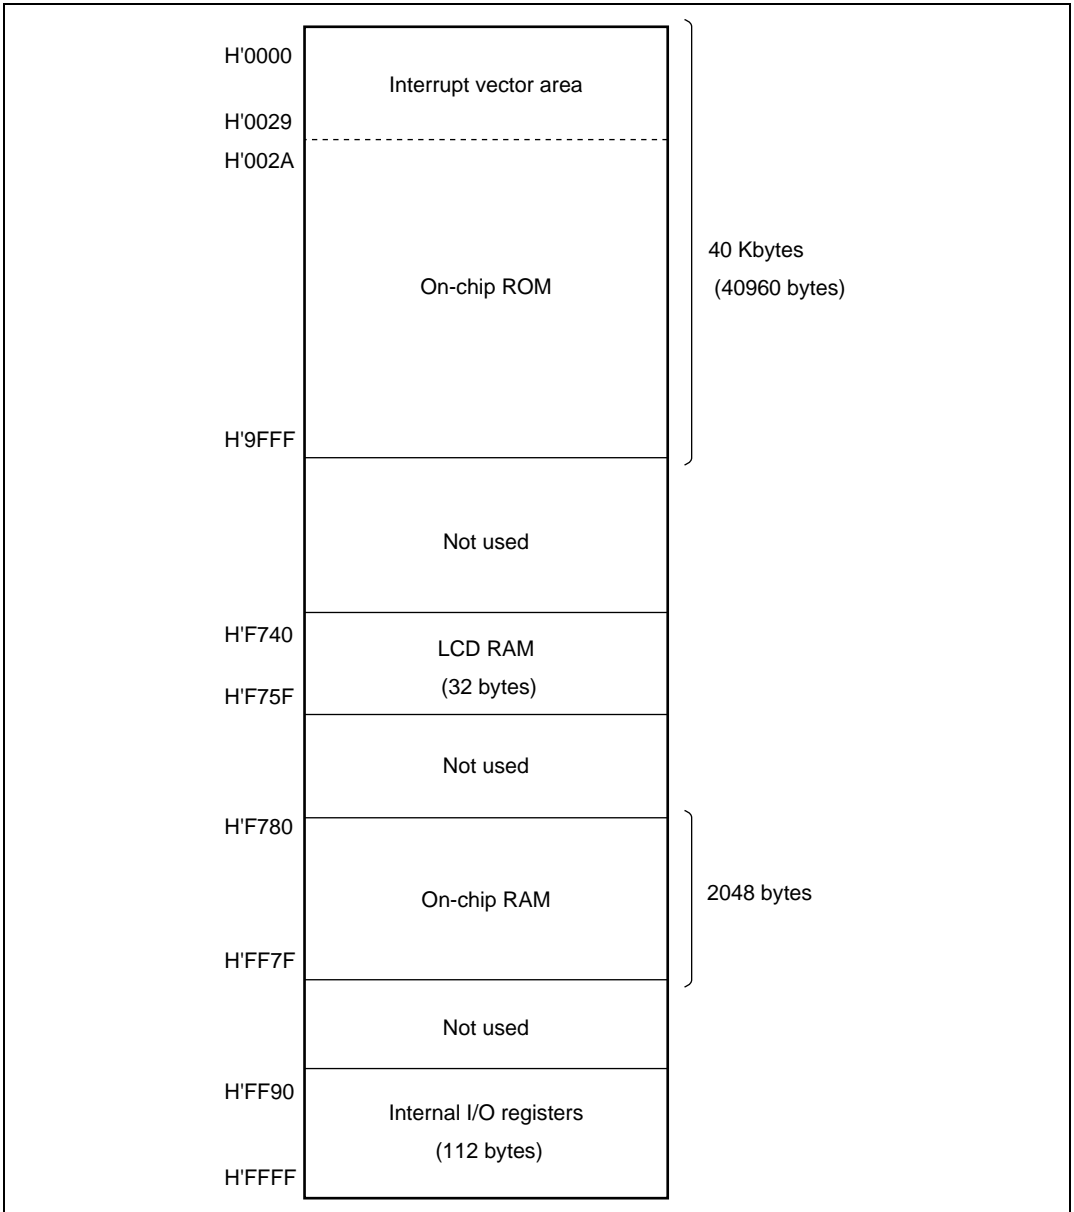 H'0000
Interrupt vector area
H'0029
H'002A
40 Kbytes
On-chip ROM
(40960 bytes)
H'9FFF
Not used
H'F740
LCD RAM
(32 bytes)
H'F75F
Not used
H'F780
On-chip RAM
2048 bytes
H'FF7F
Not used
H'FF90
Internal I/O registers
(112 bytes)
H'FFFF